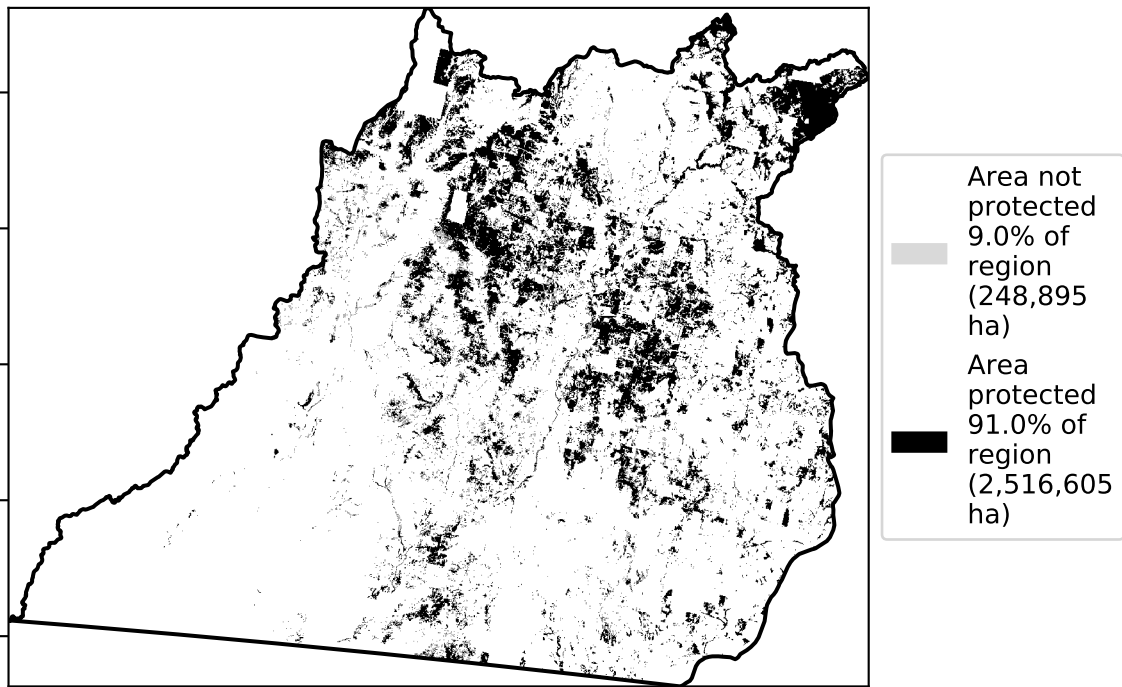 Area not
protected
9.0% of
region
(248,895
ha)
Area
protected
91.0% of
region
(2,516,605
ha)